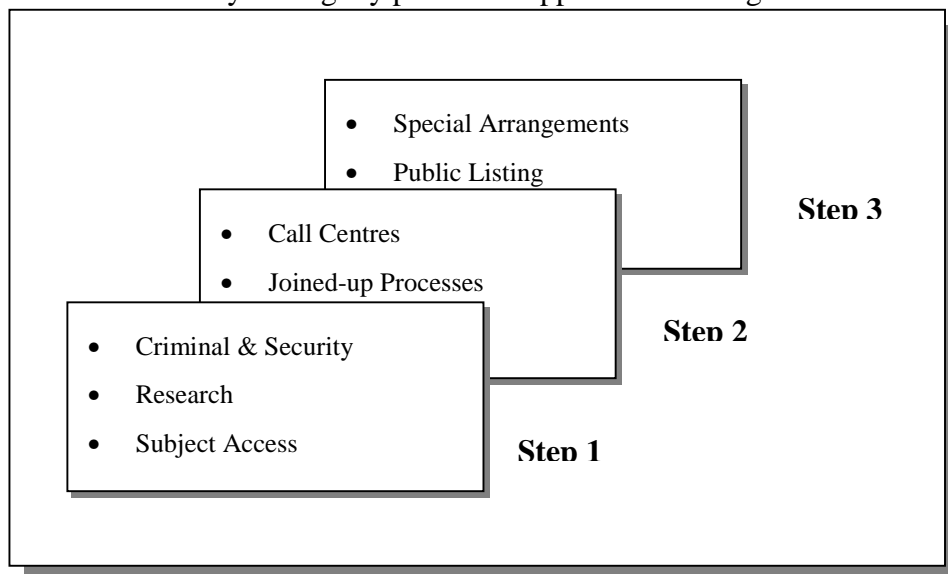 • Special Arrangements
• Public Listing
Step 3
• Call Centres
• Joined-up Processes
Step 2
• Criminal & Security
• Research
• Subject Access
Step 1